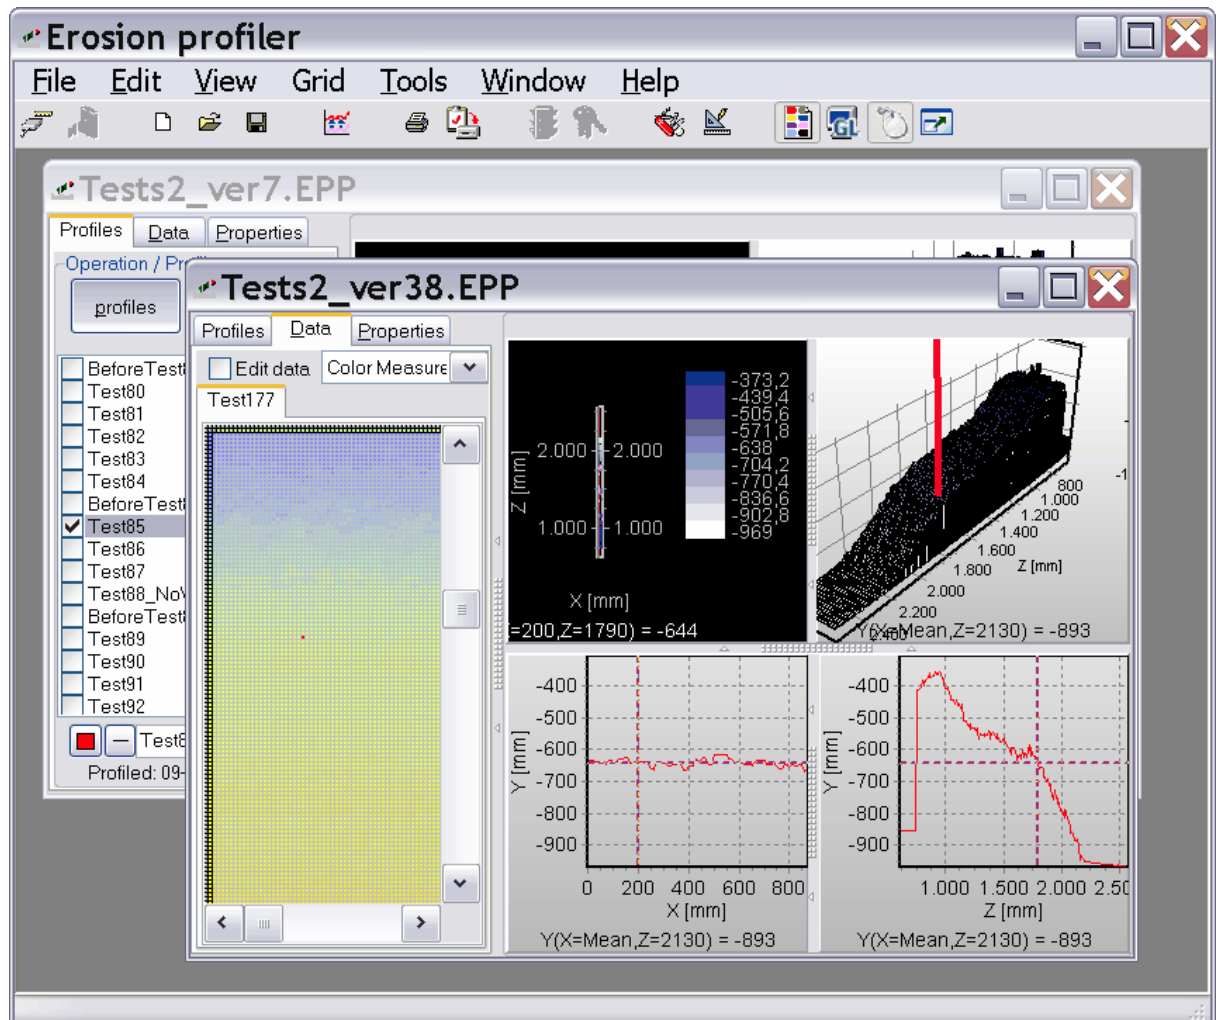 Erosion profiler
File Edit View Grid Tools Window Help
GL
Tests2_ver7.EPP
Profiles Data Properties
Operation /
profiles
Tests2_ver38.EPP
Profiles Data Properties
Edit data Color Measure
Test177
Test80
Test81
Test82
Test83
Test84
Test85
Test86
Test87
Test88_No
Test89
Test90
Test91
Test92
Profiled: 09-
-373,2
-439,4
-505,6
-571,8
-638
-704,2
-770,4
-836,6
-902,8
-969
Z [mm]
2.000 2.000
1.000 1.000
X [mm]
=200,Z=1790) = -644
800
1.000
1.200
1.400
1.600
1.800
2.000
2.200
2.400
Z [mm]
-1
Y(X=Mean,Z=2130) = -893
Y [mm]
-400
-500
-600
-700
-800
-900
0 200 400 600 800
X [mm]
Y(X=Mean,Z=2130) = -893
Y [mm]
-400
-500
-600
-700
-800
-900
1.000 1.500 2.000 2.50
Z [mm]
Y(X=Mean,Z=2130) = -893